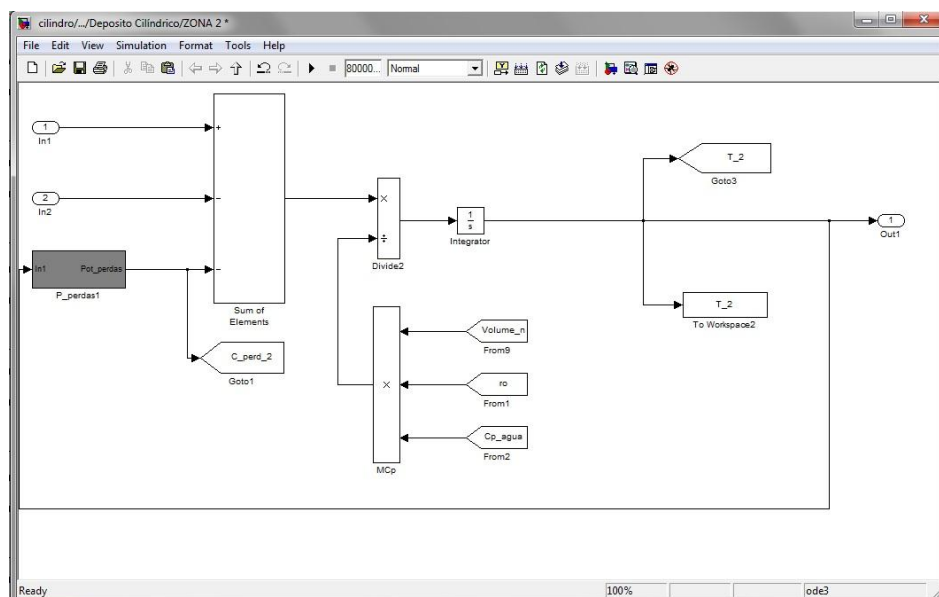 cilindro/.../Deposito Cilíndrico/ZONA 2 *
File Edit View Simulation Format Tools Help
80000... Normal
1
In1
2
In2
In1 Pot_perdas
P_perdas1
+
−
−
Sum of
Elements
C_perd_2
Goto1
×
÷
Divide2
1
s
Integrator
T_2
Goto3
1
Out1
T_2
To Workspace2
×
MCp
Volume_n
From9
ro
From1
Cp_agua
From2
Ready 100% ode3